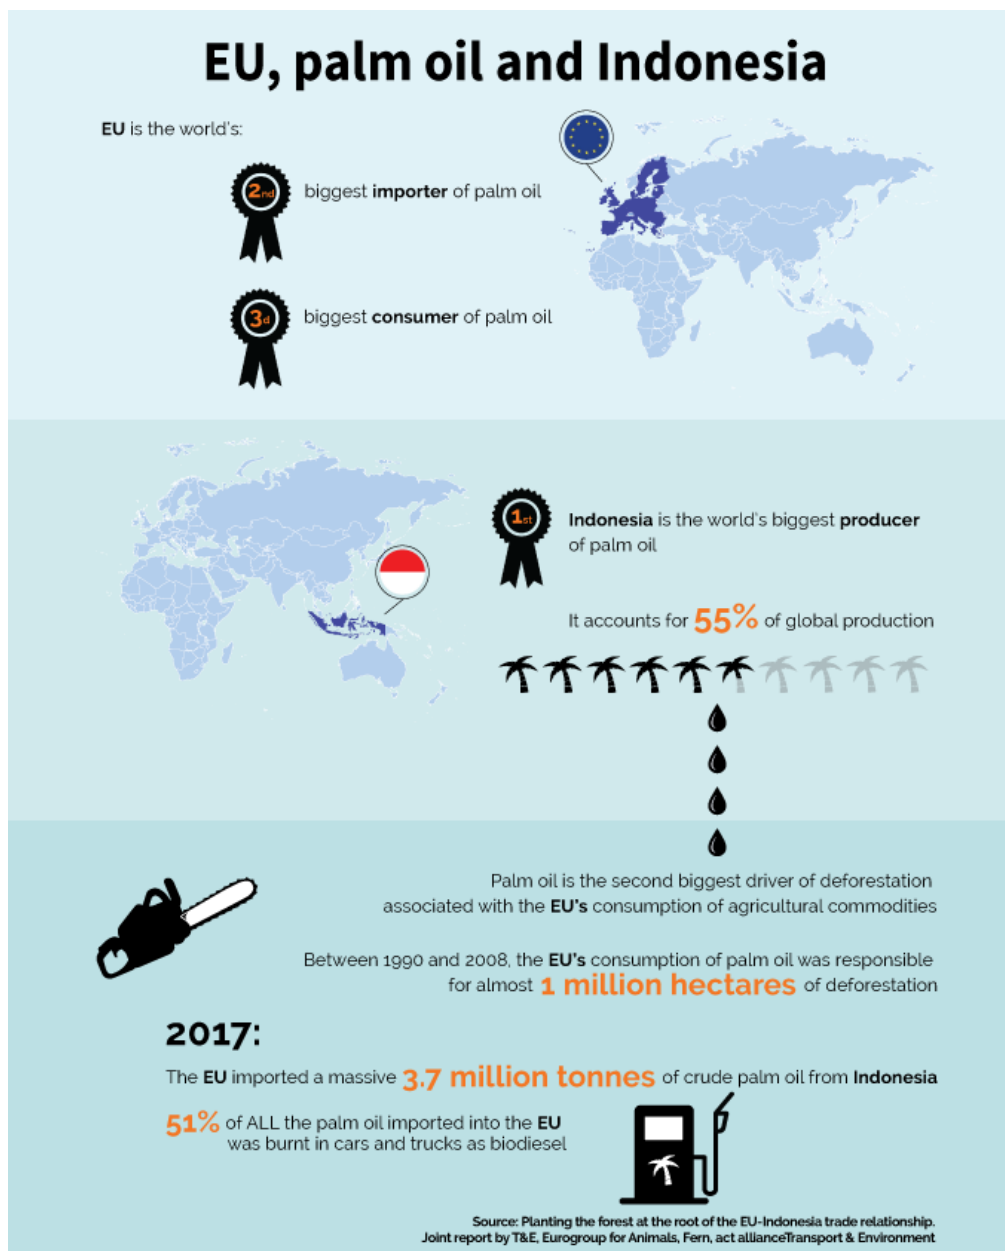 EU, palm oil and Indonesia
EU is the world's:
2nd
biggest importer of palm oil
3d
biggest consumer of palm oil
1st
Indonesia is the world's biggest producer
of palm oil
It accounts for 55% of global production
Palm oil is the second biggest driver of deforestation
associated with the EU's consumption of agricultural commodities
Between 1990 and 2008, the EU's consumption of palm oil was responsible
for almost 1 million hectares of deforestation
2017:
The EU imported a massive 3.7 million tonnes of crude palm oil from Indonesia
51% of ALL the palm oil imported into the EU
was burnt in cars and trucks as biodiesel
Source: Planting the forest at the root of the EU-Indonesia trade relationship.
Joint report by T&E, Eurogroup for Animals, Fern, act allianceTransport & Environment